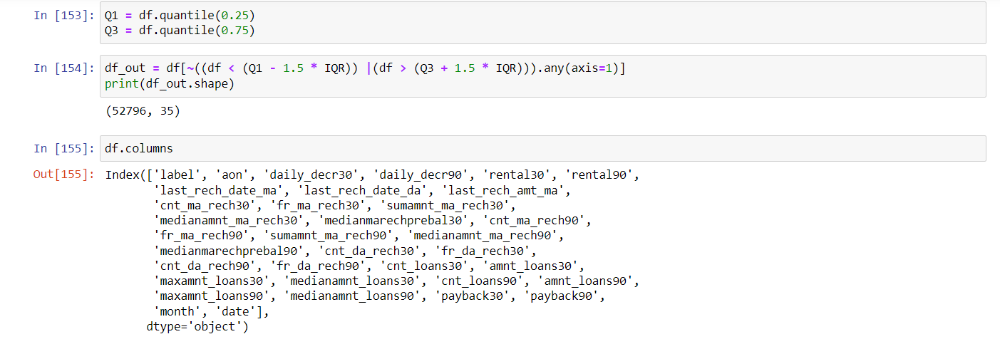 In [153]: Q1 = df.quantile(0.25)
Q3 = df.quantile(0.75)
In [154]: df_out = df[~((df < (Q1 - 1.5 * IQR)) |(df > (Q3 + 1.5 * IQR))).any(axis=1)]
print(df_out.shape)
(52796, 35)
In [155]: df.columns
Out[155]: Index(['label', 'aon', 'daily_decr30', 'daily_decr90', 'rental30', 'rental90',
'last_rech_date_ma', 'last_rech_date_da', 'last_rech_amt_ma',
'cnt_ma_rech30', 'fr_ma_rech30', 'sumamnt_ma_rech30',
'medianamnt_ma_rech30', 'medianmarechprebal30', 'cnt_ma_rech90',
'fr_ma_rech90', 'sumamnt_ma_rech90', 'medianamnt_ma_rech90',
'medianmarechprebal90', 'cnt_da_rech30', 'fr_da_rech30',
'cnt_da_rech90', 'fr_da_rech90', 'cnt_loans30', 'amnt_loans30',
'maxamnt_loans30', 'medianamnt_loans30', 'cnt_loans90', 'amnt_loans90',
'maxamnt_loans90', 'medianamnt_loans90', 'payback30', 'payback90',
'month', 'date'],
dtype='object')